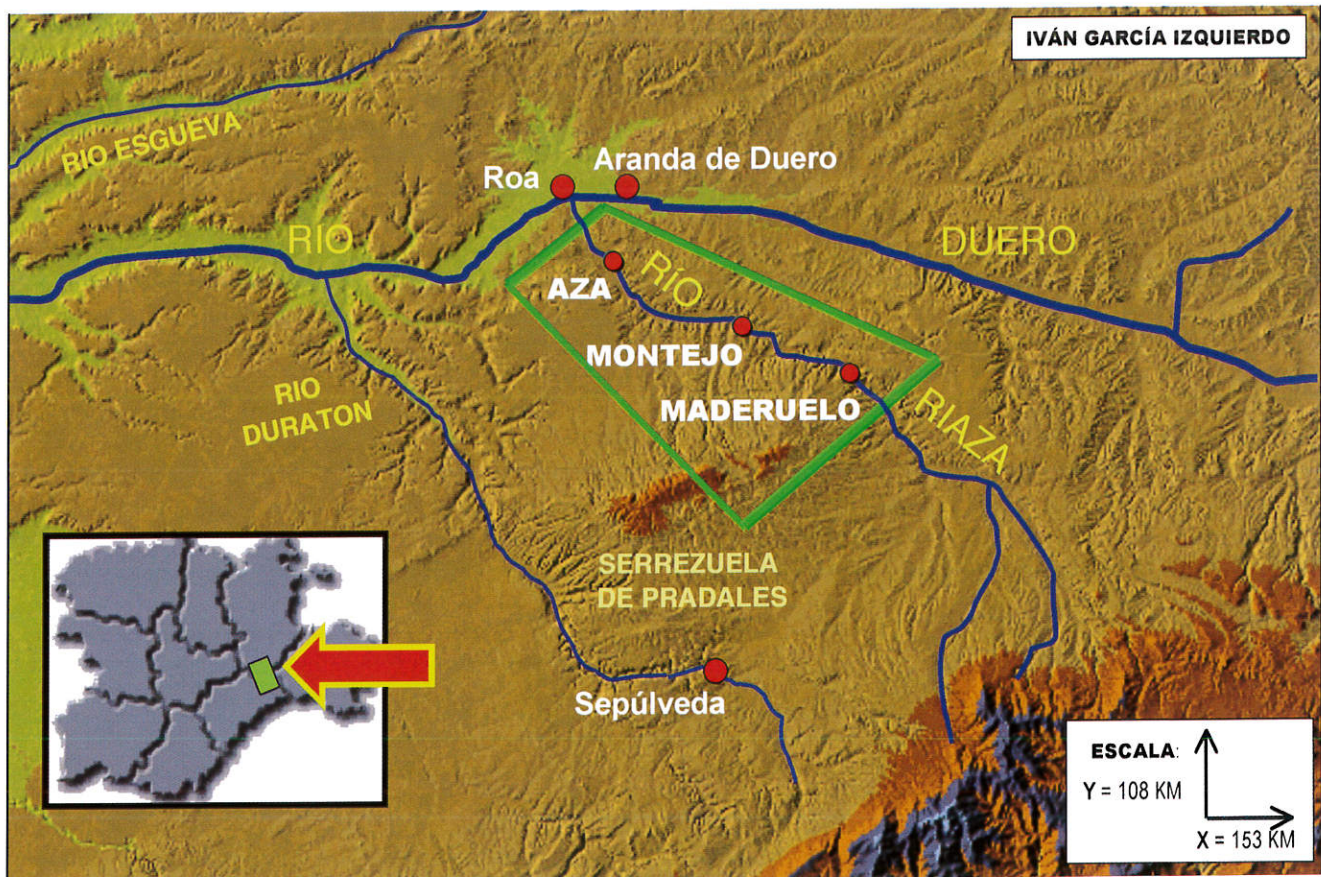 IVÁN GARCÍA IZQUIERDO
RIO ESGUEVA
Aranda de Duero
Roa
RÍO
DUERO
RÍO
AZA
MONTEJO
RIO
DURATON
MADERUELO
RIAZA
SERREZUELA
DE PRADALES
Sepúlveda
ESCALA:
Y = 108 KM
X = 153 KM